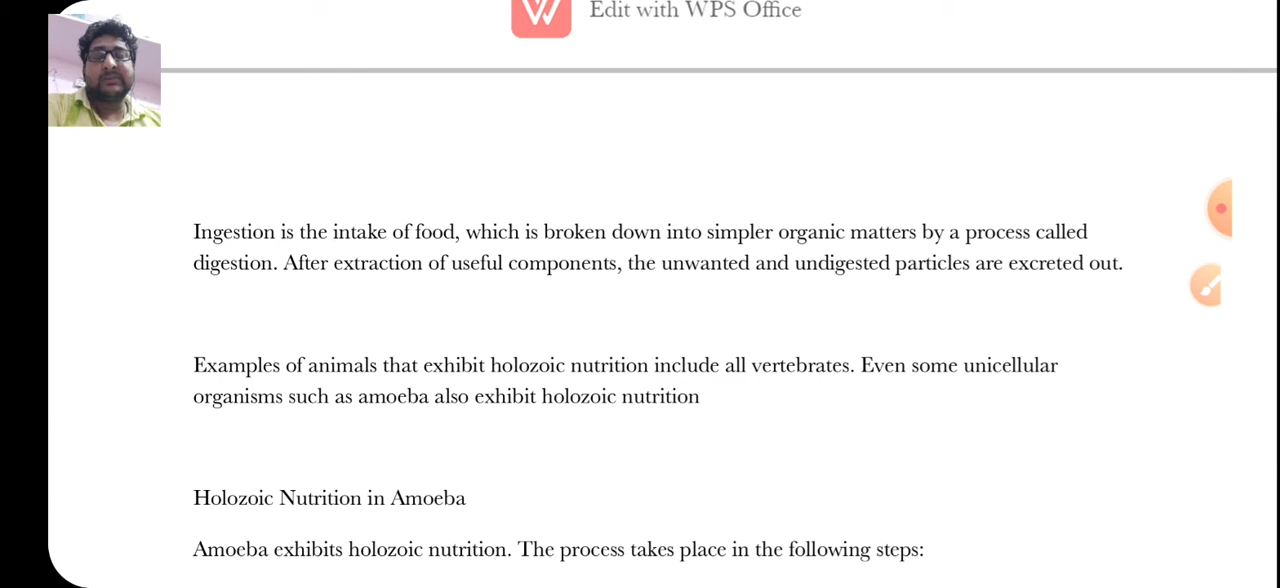 Edit with WPS Office
Ingestion is the intake of food, which is broken down into simpler organic matters by a process called
digestion. After extraction of useful components, the unwanted and undigested particles are excreted out.
Examples of animals that exhibit holozoic nutrition include all vertebrates. Even some unicellular
organisms such as amoeba also exhibit holozoic nutrition
Holozoic Nutrition in Amoeba
Amoeba exhibits holozoic nutrition. The process takes place in the following steps: